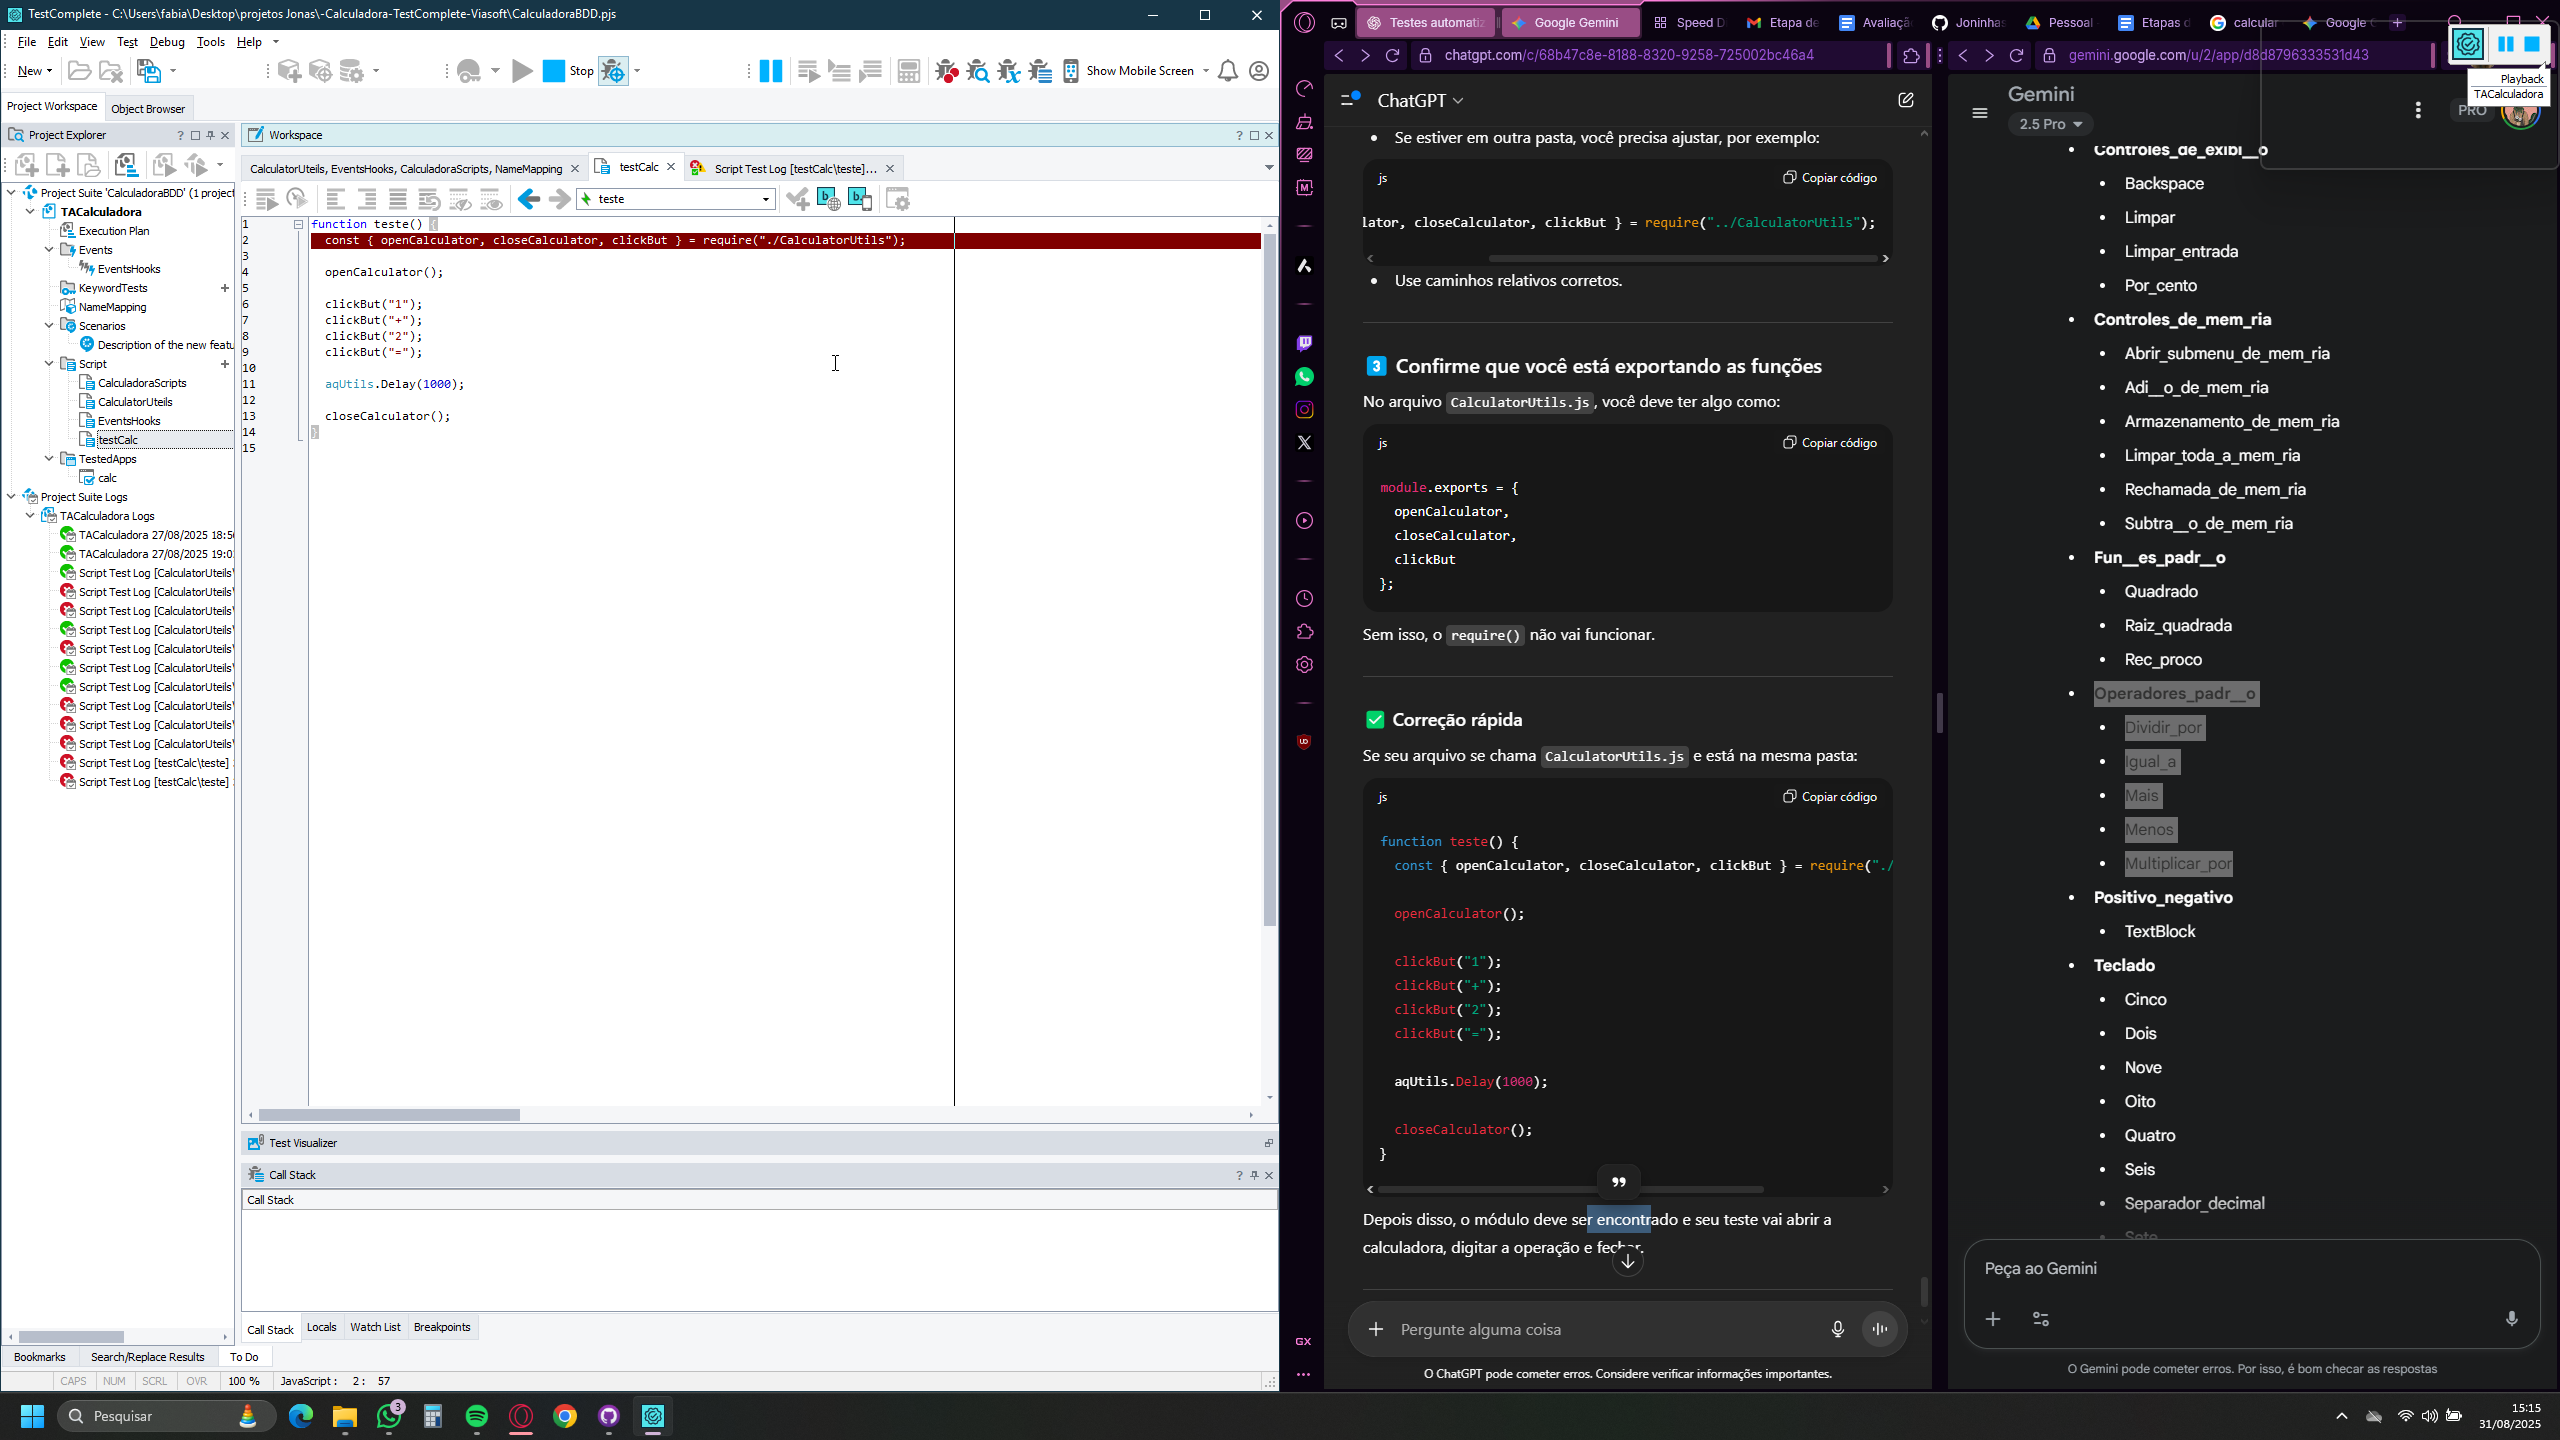 TestComplete - C:\Users\fabia\Desktop\projetos Jonas\-Calculadora-TestComplete-Viasoft\CalculadoraBDD.pjs
File Edit View Test Debug Tools Help
New
Stop
Show Mobile Screen
Project Workspace
Object Browser
Project Explorer
Project Suite 'CalculadoraBDD' (1 project
TACalculadora
Execution Plan
Events
EventsHooks
KeywordTests
NameMapping
Scenarios
Description of the new featu
Script
CalculadoraScripts
CalculatorUteils
EventsHooks
testCalc
TestedApps
calc
Project Suite Logs
TACalculadora Logs
TACalculadora 27/08/2025 18:5
TACalculadora 27/08/2025 19:0
Script Test Log [CalculatorUteils\
Script Test Log [CalculatorUteils\
Script Test Log [CalculatorUteils\
Script Test Log [CalculatorUteils\
Script Test Log [CalculatorUteils\
Script Test Log [CalculatorUteils\
Script Test Log [CalculatorUteils\
Script Test Log [CalculatorUteils\
Script Test Log [CalculatorUteils\
Script Test Log [CalculatorUteils\
Script Test Log [testCalc\teste]
Script Test Log [testCalc\teste]
Bookmarks Search/Replace Results To Do
Workspace
CalculatorUteils, EventsHooks, CalculadoraScripts, NameMapping
testCalc
Script Test Log [testCalc\teste]...
teste
1 function teste() {
2 const { openCalculator, closeCalculator, clickBut } = require("./CalculatorUtils");
3
4 openCalculator();
5
6 clickBut("1");
7 clickBut("+");
8 clickBut("2");
9 clickBut("=");
10
11 aqUtils.Delay(1000);
12
13 closeCalculator();
14 }
15
Test Visualizer
Call Stack
Call Stack
Call Stack Locals Watch List Breakpoints
CAPS NUM SCRL OVR 100 % JavaScript: 2: 57
Testes automati
Google Gemini
Speed D
Etapa de
Avaliaçã
Joninha
Pessoal
Etapas d
calcular
Google
chatgpt.com/c/68b47c8e-8188-8320-9258-725002bc46a4
ChatGPT
Se estiver em outra pasta, você precisa ajustar, por exemplo:
js
Copiar código
lator, closeCalculator, clickBut } = require("../CalculatorUtils");
Use caminhos relativos corretos.
3 Confirme que você está exportando as funções
No arquivo CalculatorUtils.js, você deve ter algo como:
js
Copiar código
module.exports = {
openCalculator,
closeCalculator,
clickBut
};
Sem isso, o require() não vai funcionar.
Correção rápida
Se seu arquivo se chama CalculatorUtils.js e está na mesma pasta:
js
Copiar código
function teste() {
const { openCalculator, closeCalculator, clickBut } = require("./
openCalculator();
clickBut("1");
clickBut("+");
clickBut("2");
clickBut("=");
aqUtils.Delay(1000);
closeCalculator();
}
Depois disso, o módulo deve ser encontrado e seu teste vai abrir a
calculadora, digitar a operação e fechar.
Pergunte alguma coisa
O ChatGPT pode cometer erros. Considere verificar informações importantes.
GX
gemini.google.com/u/2/app/d8d8796333531d43
Playback
TACalculadora
Gemini
2.5 Pro
PRO
Controles_de_exibi__o
Backspace
Limpar
Limpar_entrada
Por_cento
Controles_de_mem_ria
Abrir_submenu_de_mem_ria
Adi__o_de_mem_ria
Armazenamento_de_mem_ria
Limpar_toda_a_mem_ria
Rechamada_de_mem_ria
Subtra__o_de_mem_ria
Fun__es_padr__o
Quadrado
Raiz_quadrada
Rec_proco
Operadores_padr__o
Dividir_por
Igual_a
Mais
Menos
Multiplicar_por
Positivo_negativo
TextBlock
Teclado
Cinco
Dois
Nove
Oito
Quatro
Seis
Separador_decimal
Sete
Peça ao Gemini
O Gemini pode cometer erros. Por isso, é bom checar as respostas
Pesquisar
3
15:15
31/08/2025